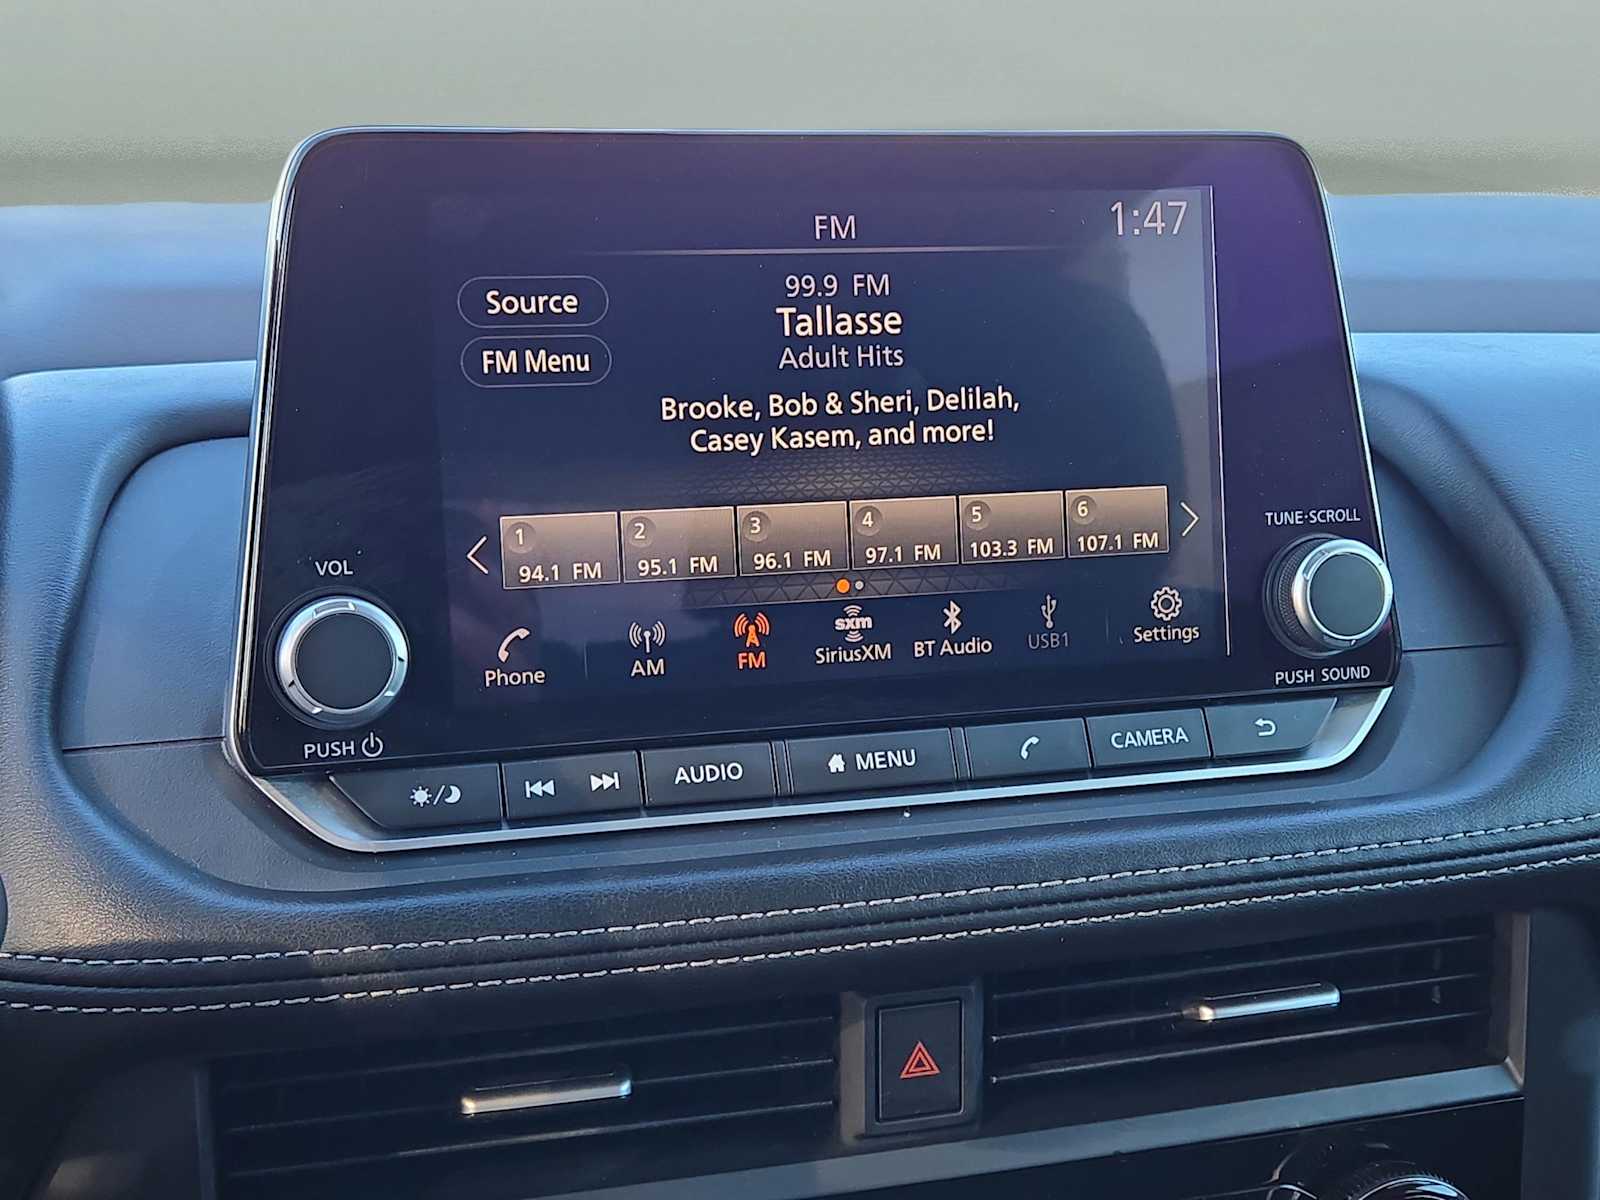 FM
1:47
Source
99.9 FM
Tallasse
FM Menu
Adult Hits
Brooke, Bob & Sheri, Delilah,
Casey Kasem, and more!
1 2 3 4 5 6
94.1 FM 95.1 FM 96.1 FM 97.1 FM 103.3 FM 107.1 FM
VOL
TUNE·SCROLL
sxm
Phone AM FM SiriusXM BT Audio USB1 Settings
PUSH
PUSH SOUND
AUDIO MENU CAMERA